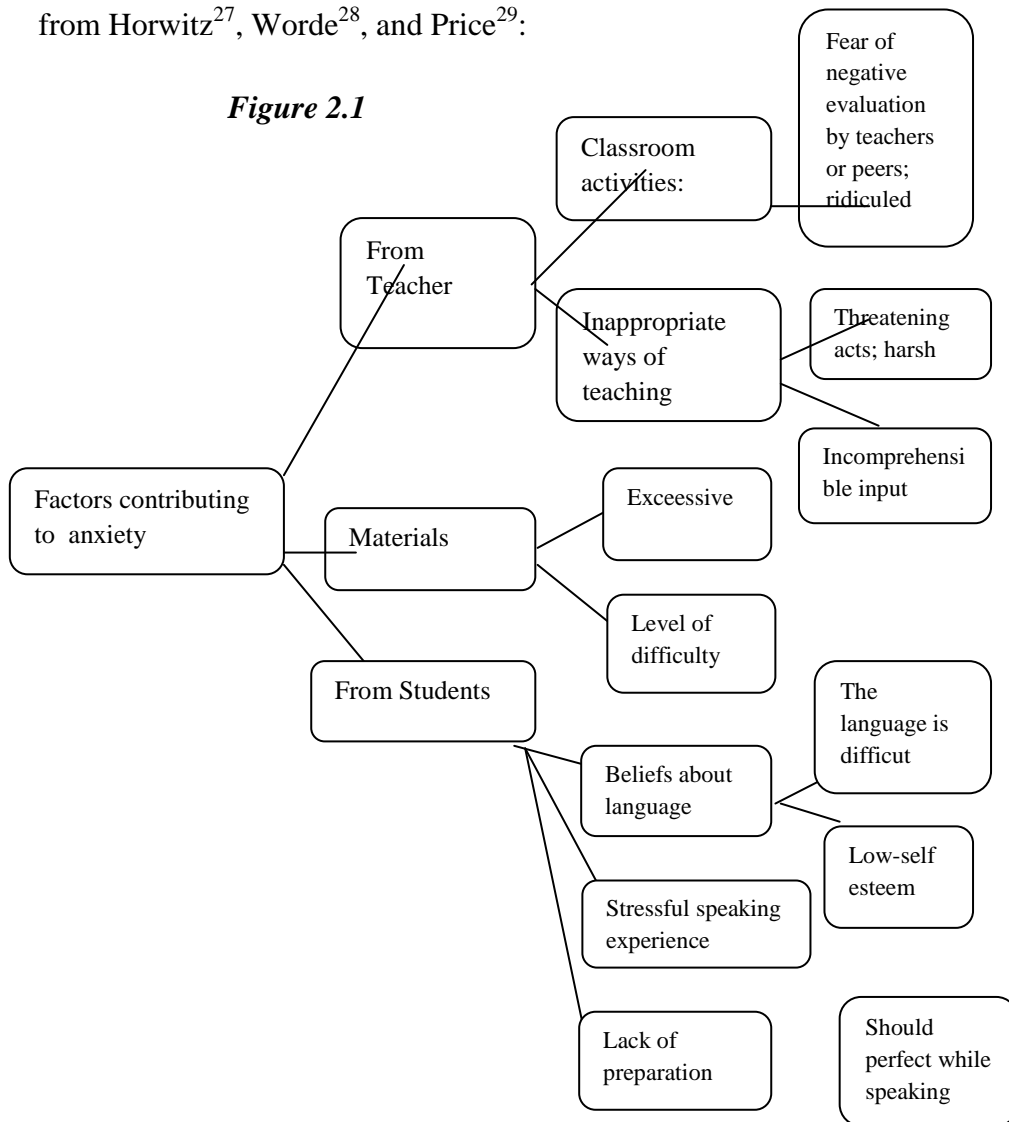 from Horwitz27, Worde28, and Price29:
Figure 2.1
Fear of
negative
evaluation
by teachers
or peers;
ridiculed
Classroom
activities:
From
Teacher
Inappropriate
ways of
teaching
Threatening
acts; harsh
Incomprehensi
ble input
Factors contributing
to anxiety
Materials
Exceessive
Level of
difficulty
From Students
Beliefs about
language
The
language is
difficut
Low-self
esteem
Stressful speaking
experience
Lack of
preparation
Should
perfect while
speaking